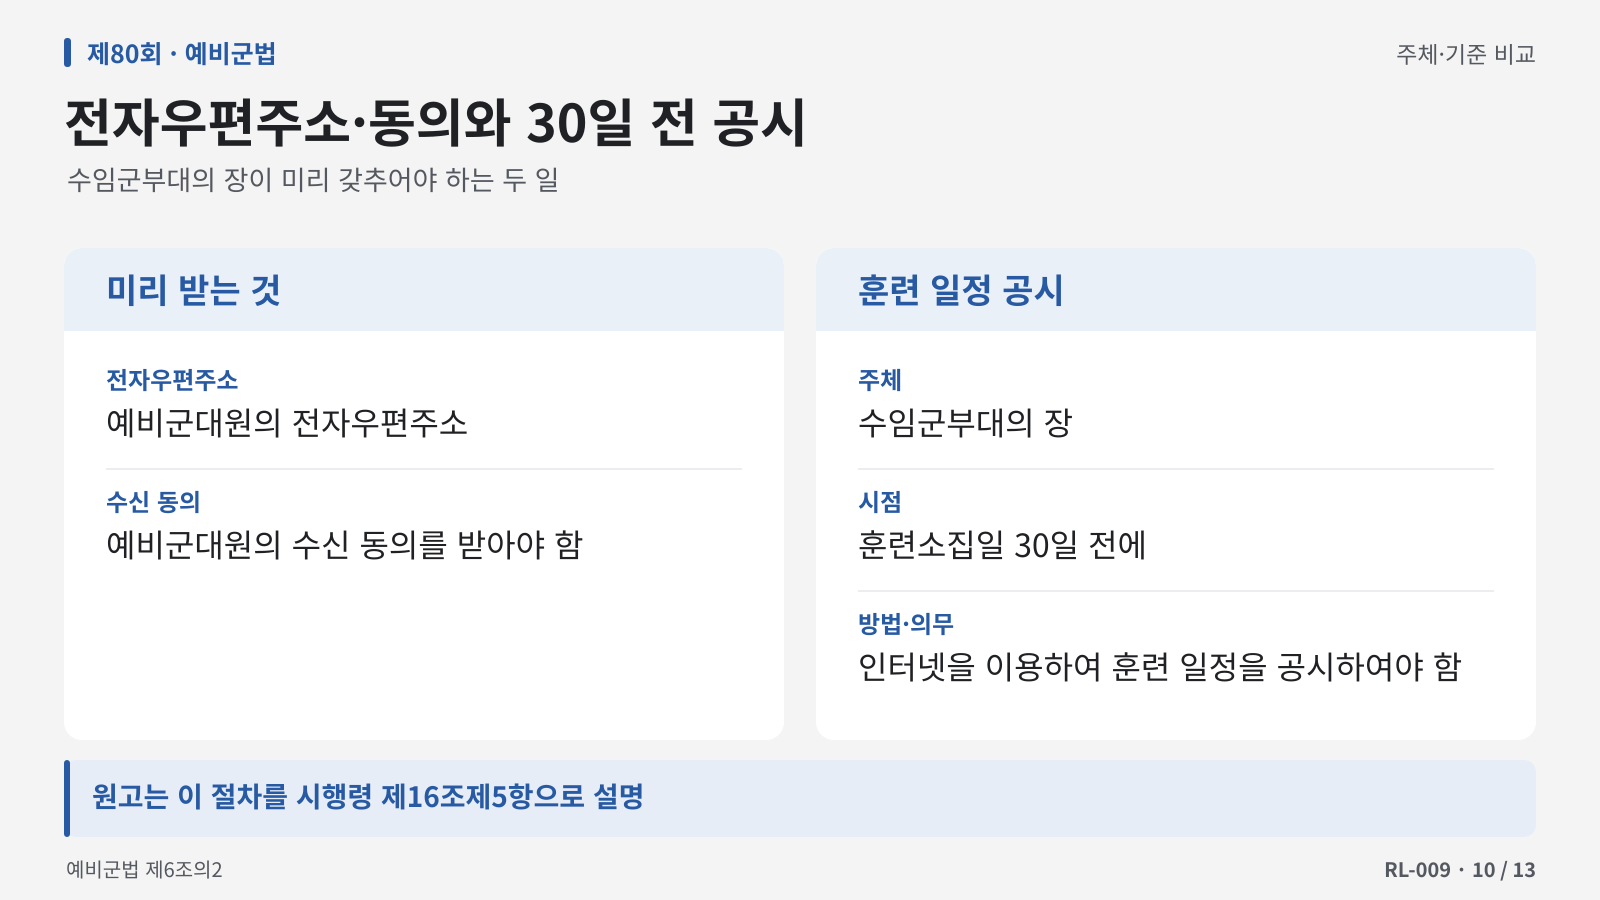 제80회 · 예비군법
주체·기준 비교
전자우편주소·동의와 30일 전 공시
수임군부대의 장이 미리 갖추어야 하는 두 일
미리 받는 것
전자우편주소
예비군대원의 전자우편주소
수신 동의
예비군대원의 수신 동의를 받아야 함
훈련 일정 공시
주체
수임군부대의 장
시점
훈련소집일 30일 전에
방법·의무
인터넷을 이용하여 훈련 일정을 공시하여야 함
원고는 이 절차를 시행령 제16조제5항으로 설명
예비군법 제6조의2
RL-009 · 10 / 13